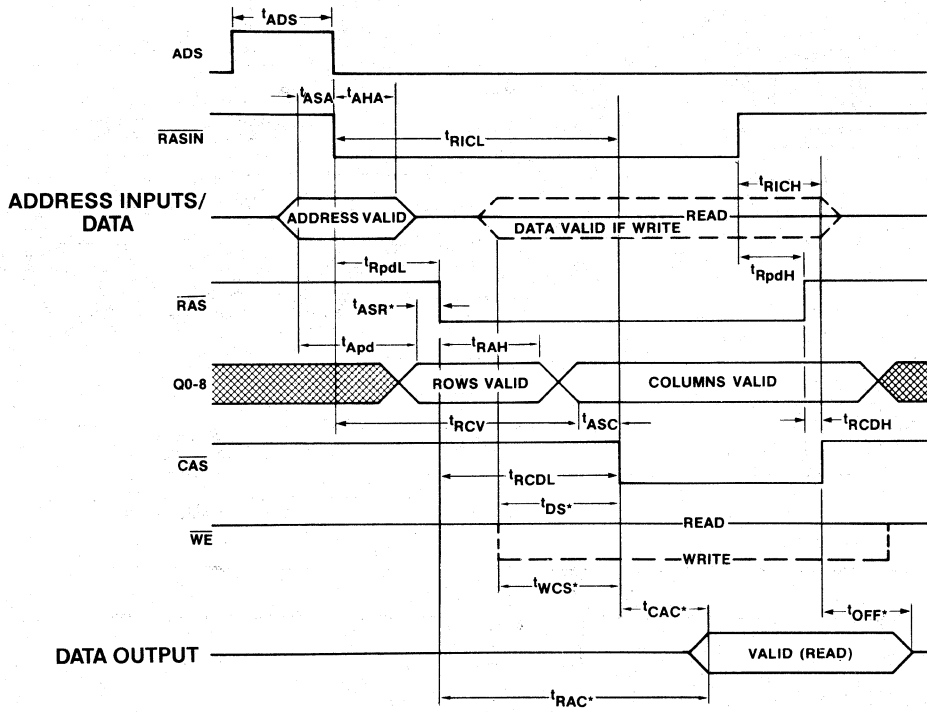 tADS
ADS
tASA tAHA
RASIN
tRICL
tRICH
ADDRESS INPUTS/
DATA
ADDRESS VALID
READ
DATA VALID IF WRITE
tRpdL
tRpdH
RAS
tASR*
tApd
tRAH
Q0-8
ROWS VALID
COLUMNS VALID
tRCV
tASC
tRCDH
CAS
tRCDL
tDS*
WE
READ
WRITE
tWCS*
tCAC*
tOFF*
DATA OUTPUT
VALID (READ)
tRAC*